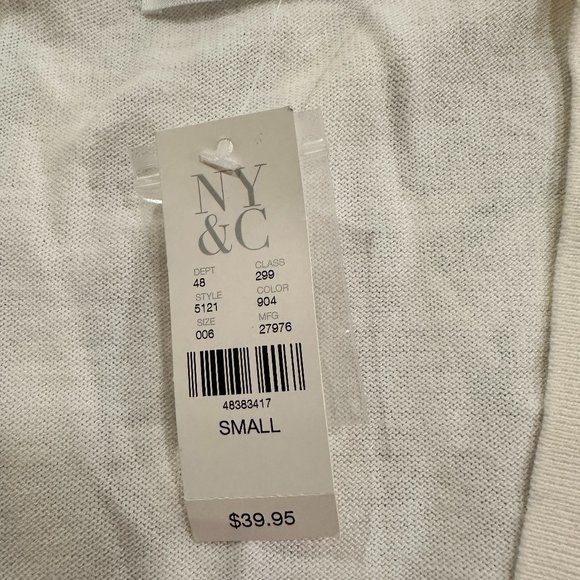 NY
&C
DEPT CLASS
48 299
STYLE COLOR
5121 904
SIZE MFG
006 27976
48383417
SMALL
$39.95